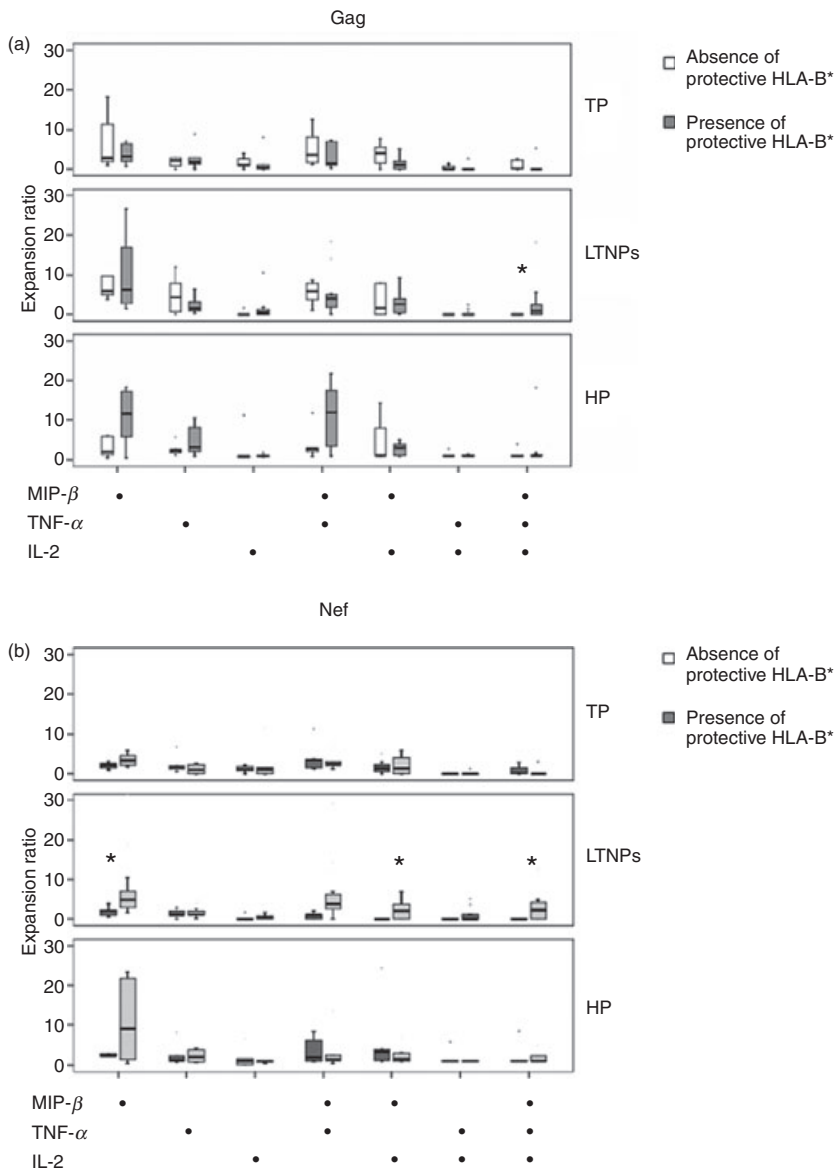 Gag
(a)
30
20
10
0
TP
Absence of
protective HLA-B*
Presence of
protective HLA-B*
30
20
10
0
*
LTNPs
Expansion ratio
30
20
10
0
HP
MIP-β • • • •
TNF-α • • • •
IL-2 • • • •
Nef
(b)
30
20
10
0
TP
Absence of
protective HLA-B*
Presence of
protective HLA-B*
30
20
10
0
* * *
LTNPs
Expansion ratio
30
20
10
0
HP
MIP-β • • • •
TNF-α • • • •
IL-2 • • • •